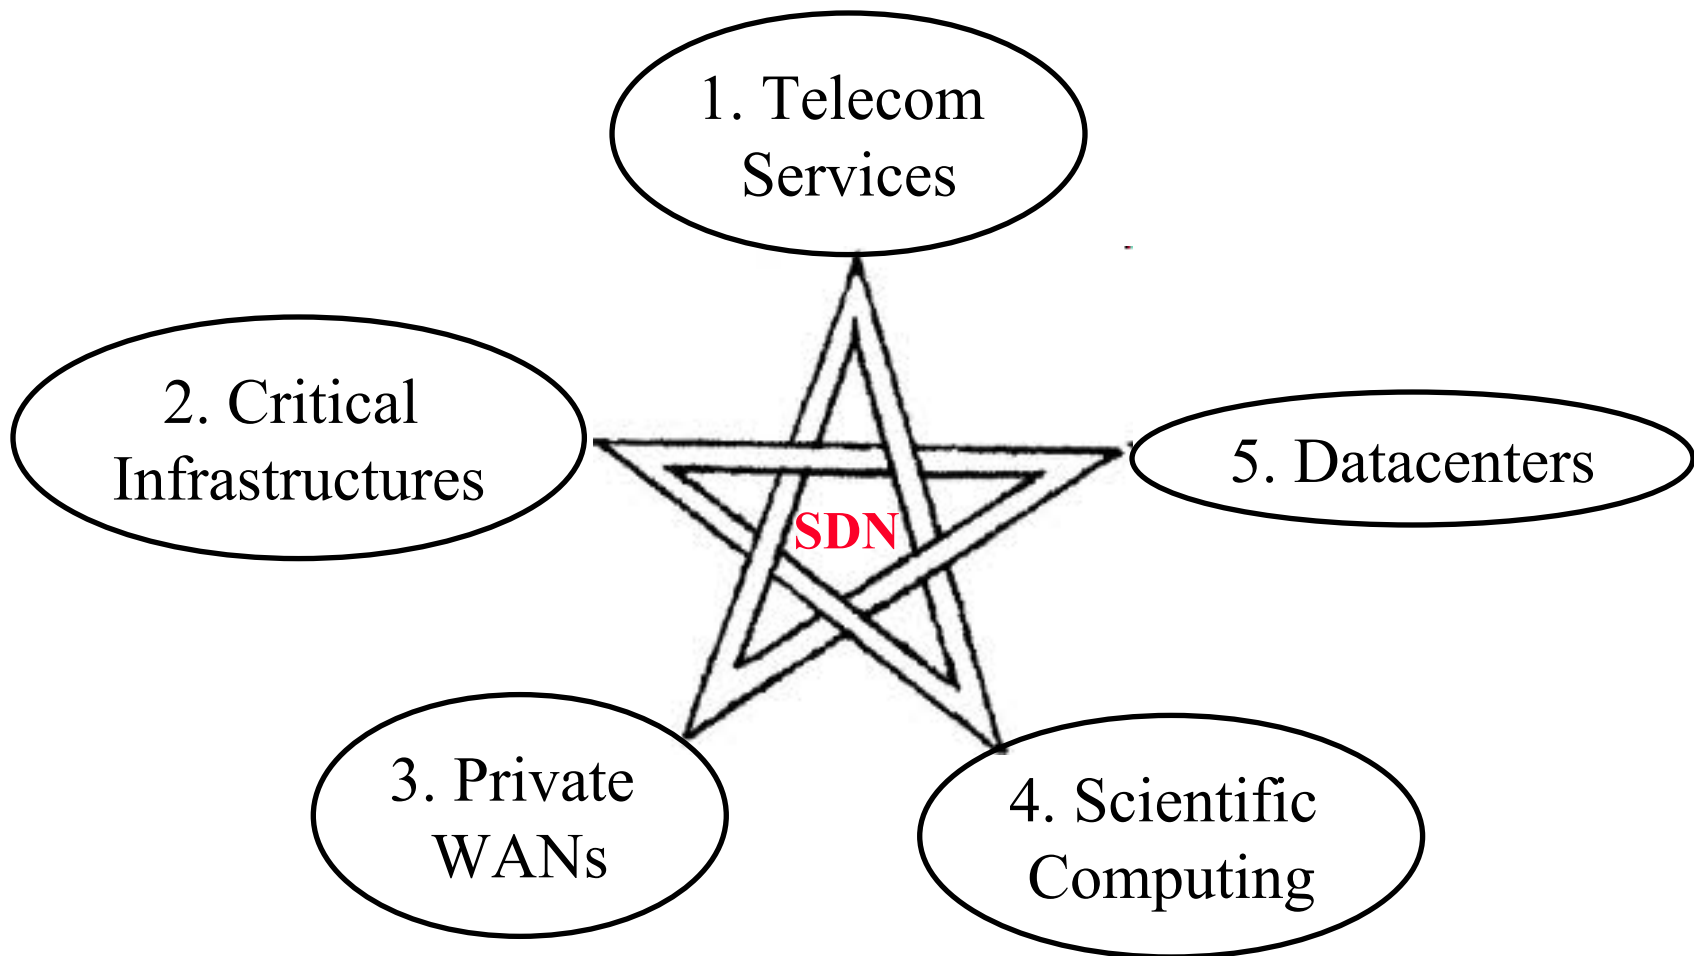 1. Telecom
Services
2. Critical
Infrastructures
5. Datacenters
SDN
3. Private
WANs
4. Scientific
Computing